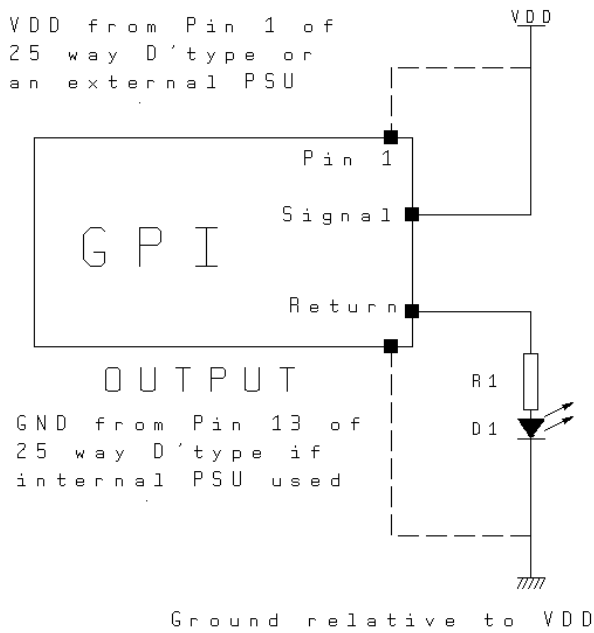 VDD from Pin 1 of
25 way D'type or
an external PSU
VDD
Pin 1
Signal
GPI
Return
OUTPUT
R1
D1
GND from Pin 13 of
25 way D'type if
internal PSU used
Ground relative to VDD